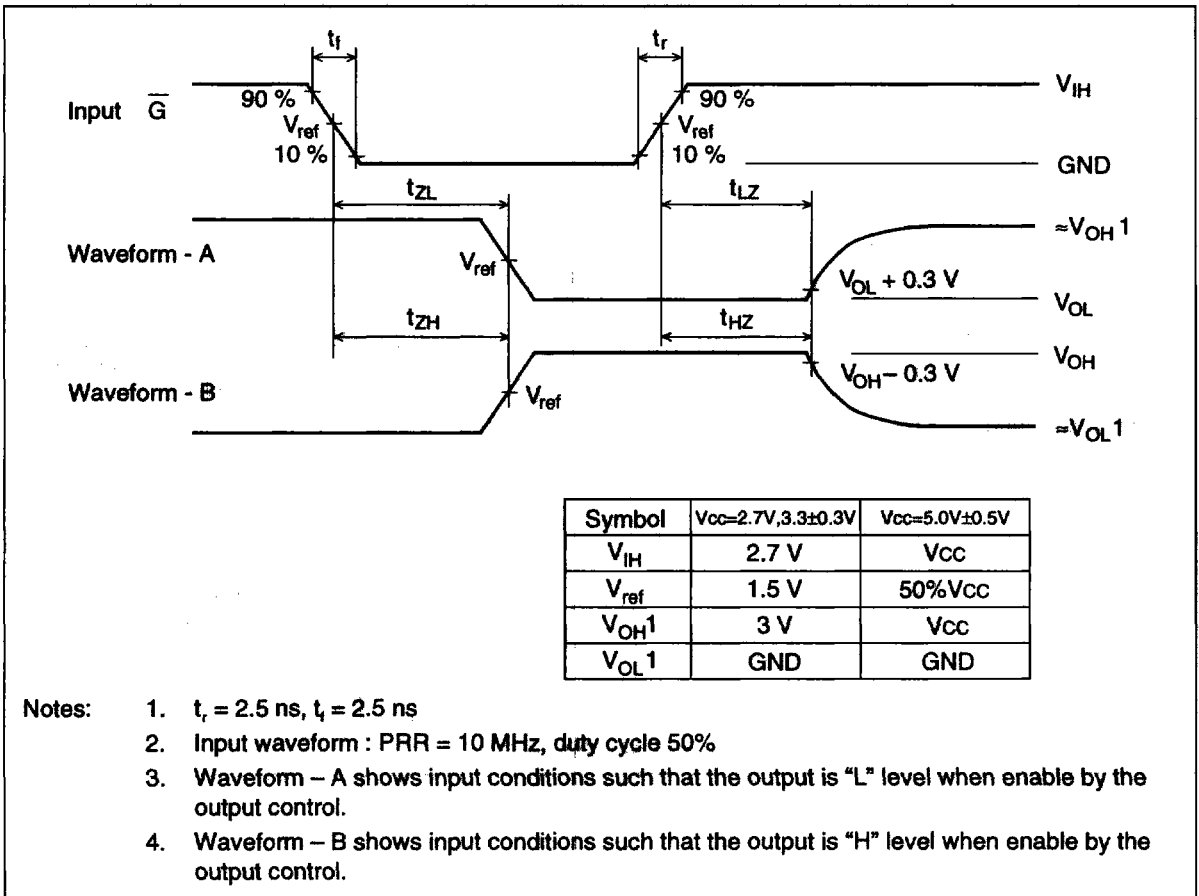 tf
tr
Input G
90 %
90 %
VIH
Vref
Vref
10 %
10 %
GND
tZL
tLZ
≈VOH 1
Waveform - A
Vref
VOL + 0.3 V
VOL
tZH
tHZ
VOH
VOH – 0.3 V
Waveform - B
Vref
≈VOL1
Symbol Vcc=2.7V,3.3±0.3V Vcc=5.0V±0.5V
VIH 2.7 V Vcc
Vref 1.5 V 50%Vcc
VOH1 3 V Vcc
VOL1 GND GND
Notes: 1. tr = 2.5 ns, tf = 2.5 ns
2. Input waveform : PRR = 10 MHz, duty cycle 50%
3. Waveform – A shows input conditions such that the output is “L” level when enable by the
output control.
4. Waveform – B shows input conditions such that the output is “H” level when enable by the
output control.